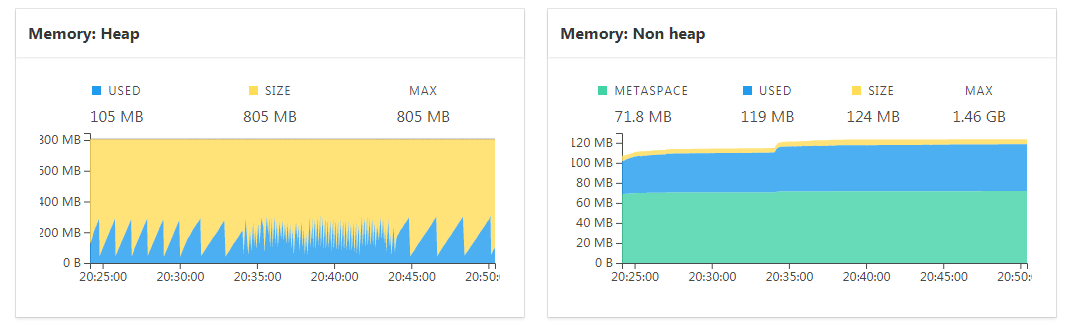 Memory: Heap
USED SIZE MAX
105 MB 805 MB 805 MB
800 MB
600 MB
400 MB
200 MB
0 B
20:25:00 20:30:00 20:35:00 20:40:00 20:45:00 20:50:
Memory: Non heap
METASPACE USED SIZE MAX
71.8 MB 119 MB 124 MB 1.46 GB
120 MB
100 MB
80 MB
60 MB
40 MB
20 MB
0 B
20:25:00 20:30:00 20:35:00 20:40:00 20:45:00 20:50: